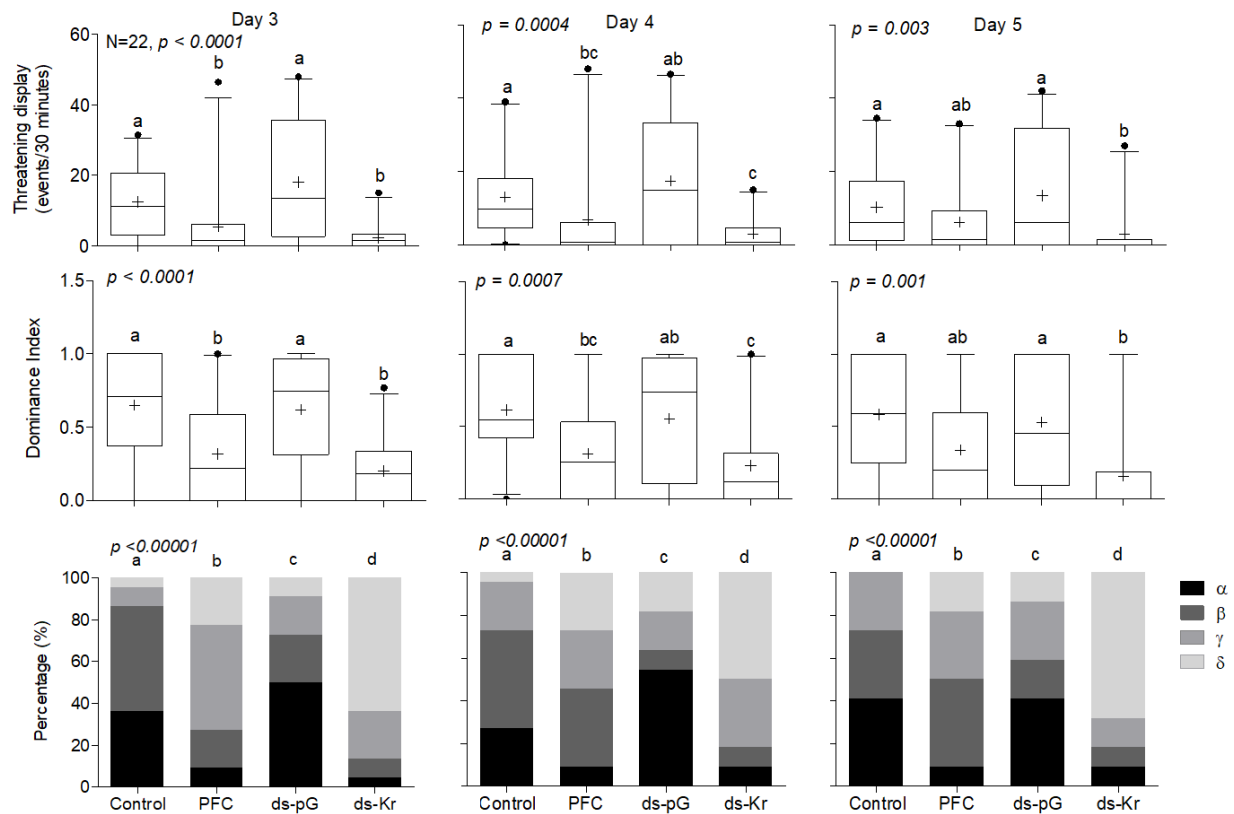 Day 3
Day 4
Day 5
Threatening display
(events/30 minutes)
60
40
20
0
N=22, p < 0.0001
a
b
a
b
p = 0.0004
a
bc
ab
c
p = 0.003
a
ab
a
b
Dominance Index
1.5
1.0
0.5
0.0
p < 0.0001
a
b
a
b
p = 0.0007
a
bc
ab
c
p = 0.001
a
ab
a
b
Percentage (%)
100
80
60
40
20
0
p <0.00001
a
b
c
d
p <0.00001
a
b
c
d
p <0.00001
a
b
c
d
α
β
γ
δ
Control PFC ds-pG ds-Kr
Control PFC ds-pG ds-Kr
Control PFC ds-pG ds-Kr